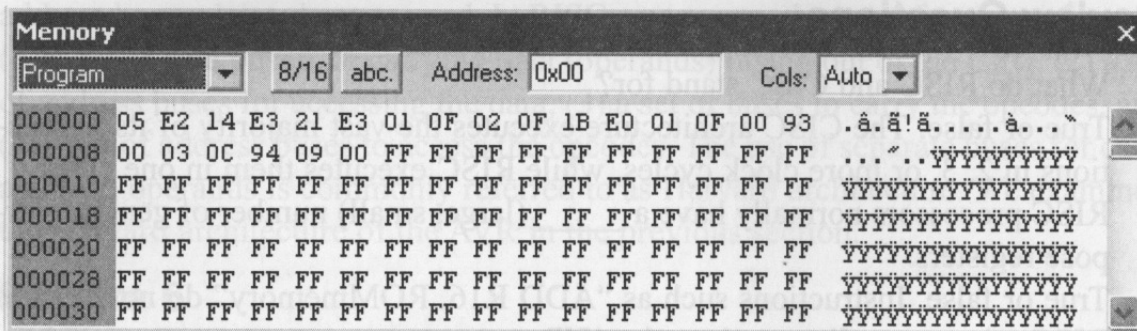 Memory
Program 8/16 abc. Address: 0x00 Cols: Auto
000000 05 E2 14 E3 21 E3 01 0F 02 0F 1B E0 01 0F 00 93 .â.ã!ã.....à...“
000008 00 03 0C 94 09 00 FF FF FF FF FF FF FF FF FF FF ...”..ÿÿÿÿÿÿÿÿÿÿ
000010 FF FF FF FF FF FF FF FF FF FF FF FF FF FF FF FF ÿÿÿÿÿÿÿÿÿÿÿÿÿÿÿÿ
000018 FF FF FF FF FF FF FF FF FF FF FF FF FF FF FF FF ÿÿÿÿÿÿÿÿÿÿÿÿÿÿÿÿ
000020 FF FF FF FF FF FF FF FF FF FF FF FF FF FF FF FF ÿÿÿÿÿÿÿÿÿÿÿÿÿÿÿÿ
000028 FF FF FF FF FF FF FF FF FF FF FF FF FF FF FF FF ÿÿÿÿÿÿÿÿÿÿÿÿÿÿÿÿ
000030 FF FF FF FF FF FF FF FF FF FF FF FF FF FF FF FF ÿÿÿÿÿÿÿÿÿÿÿÿÿÿÿÿ